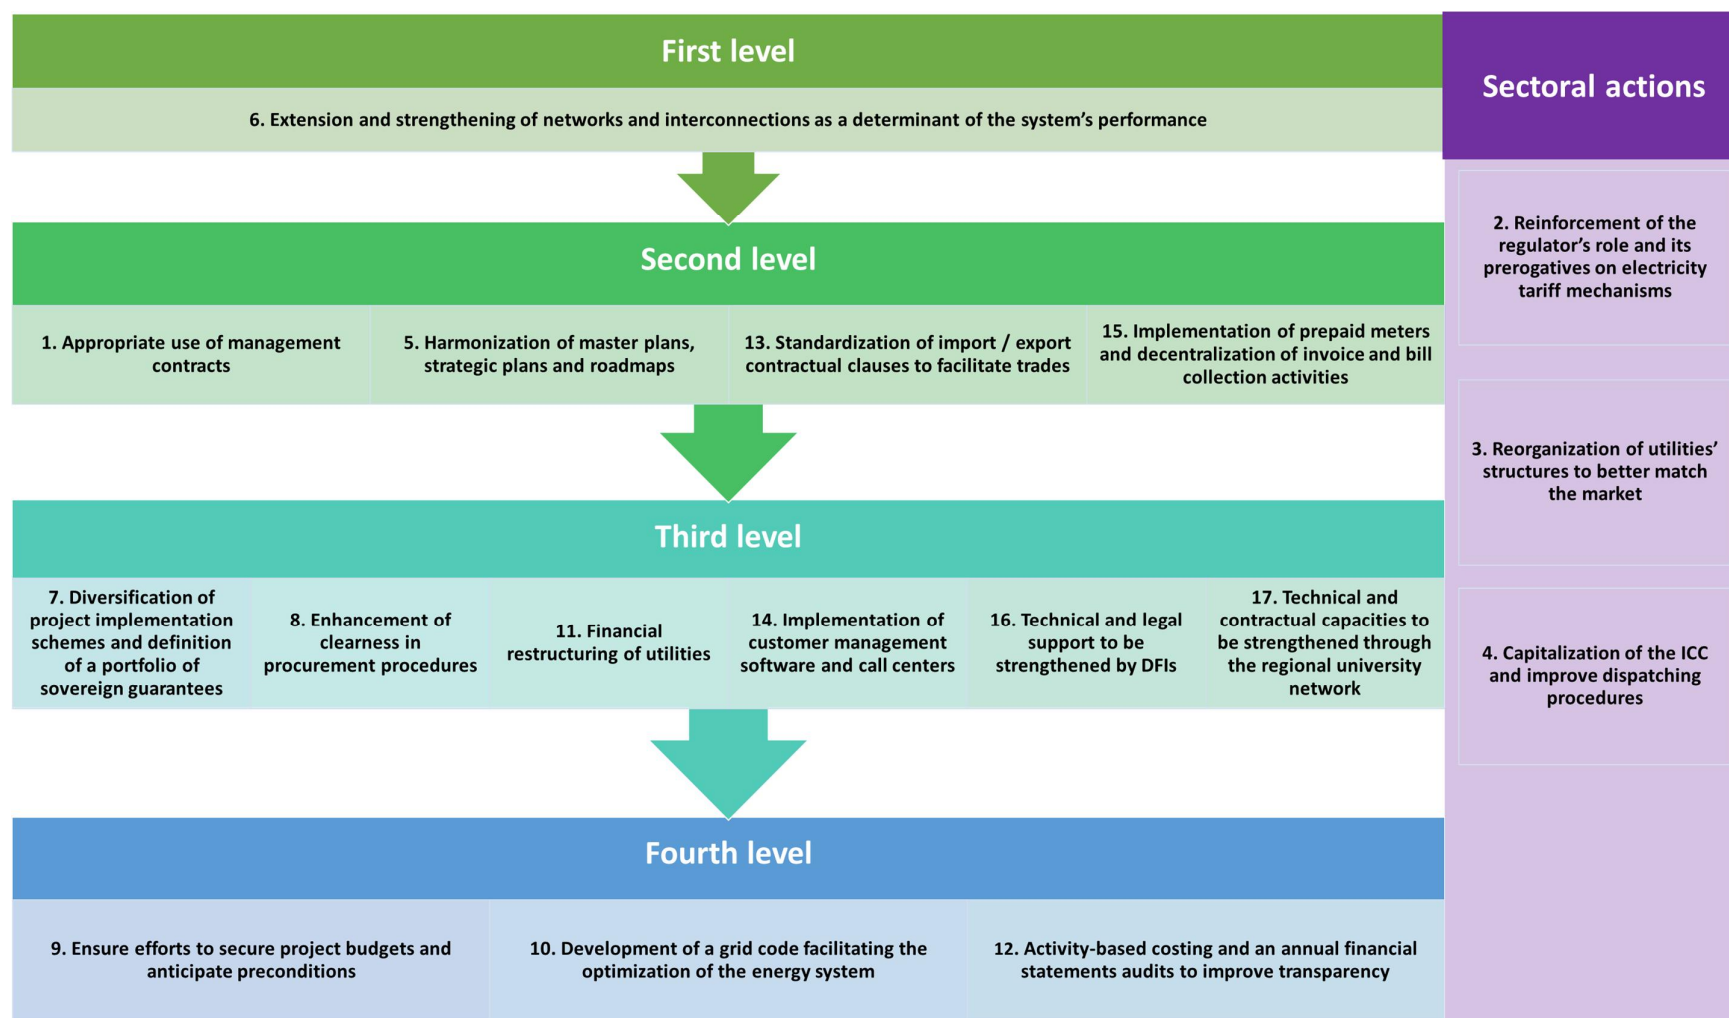 First level
6. Extension and strengthening of networks and interconnections as a determinant of the system's performance
Second level
1. Appropriate use of management
contracts
5. Harmonization of master plans,
strategic plans and roadmaps
13. Standardization of import / export
contractual clauses to facilitate trades
15. Implementation of prepaid meters
and decentralization of invoice and bill
collection activities
Third level
7. Diversification of
project implementation
schemes and definition
of a portfolio of
sovereign guarantees
8. Enhancement of
clearness in
procurement procedures
11. Financial
restructuring of utilities
14. Implementation of
customer management
software and call centers
16. Technical and legal
support to be
strengthened by DFIs
17. Technical and
contractual capacities to
be strengthened through
the regional university
network
Fourth level
9. Ensure efforts to secure project budgets and
anticipate preconditions
10. Development of a grid code facilitating the
optimization of the energy system
12. Activity-based costing and an annual financial
statements audits to improve transparency
Sectoral actions
2. Reinforcement of the
regulator's role and its
prerogatives on electricity
tariff mechanisms
3. Reorganization of utilities'
structures to better match
the market
4. Capitalization of the ICC
and improve dispatching
procedures